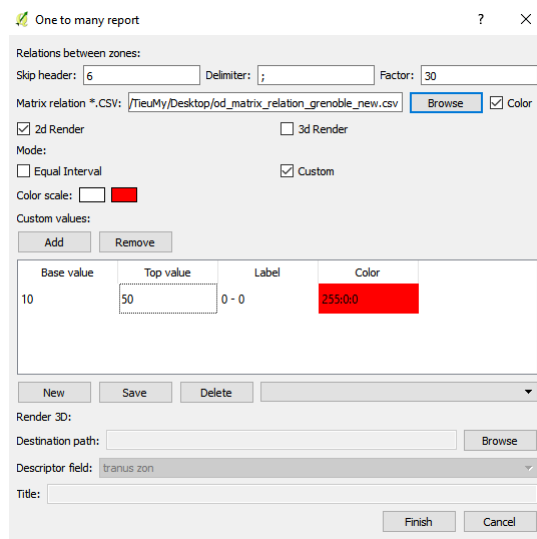 One to many report
Relations between zones:
Skip header: 6 Delimiter: ; Factor: 30
Matrix relation *.CSV: /TieuMy/Desktop/od_matrix_relation_grenoble_new.csv Browse Color
2d Render 3d Render
Mode:
Equal Interval Custom
Color scale:
Custom values:
Add Remove
Base value Top value Label Color
10 50 0 - 0 255:0:0
New Save Delete
Render 3D:
Destination path: Browse
Descriptor field: tranus zon
Title:
Finish Cancel